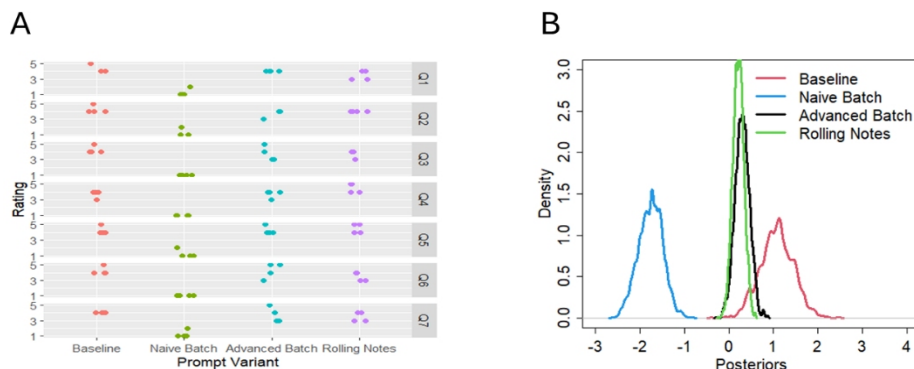 A
B
Rating
5
3
1
Q1
5
3
1
Q2
5
3
1
Q3
5
3
1
Q4
5
3
1
Q5
5
3
1
Q6
5
3
1
Q7
Baseline
Naive Batch
Advanced Batch
Rolling Notes
Prompt Variant
Density
3.0
2.5
2.0
1.5
1.0
0.5
0.0
Baseline
Naive Batch
Advanced Batch
Rolling Notes
-3 -2 -1 0 1 2 3 4
Posteriors